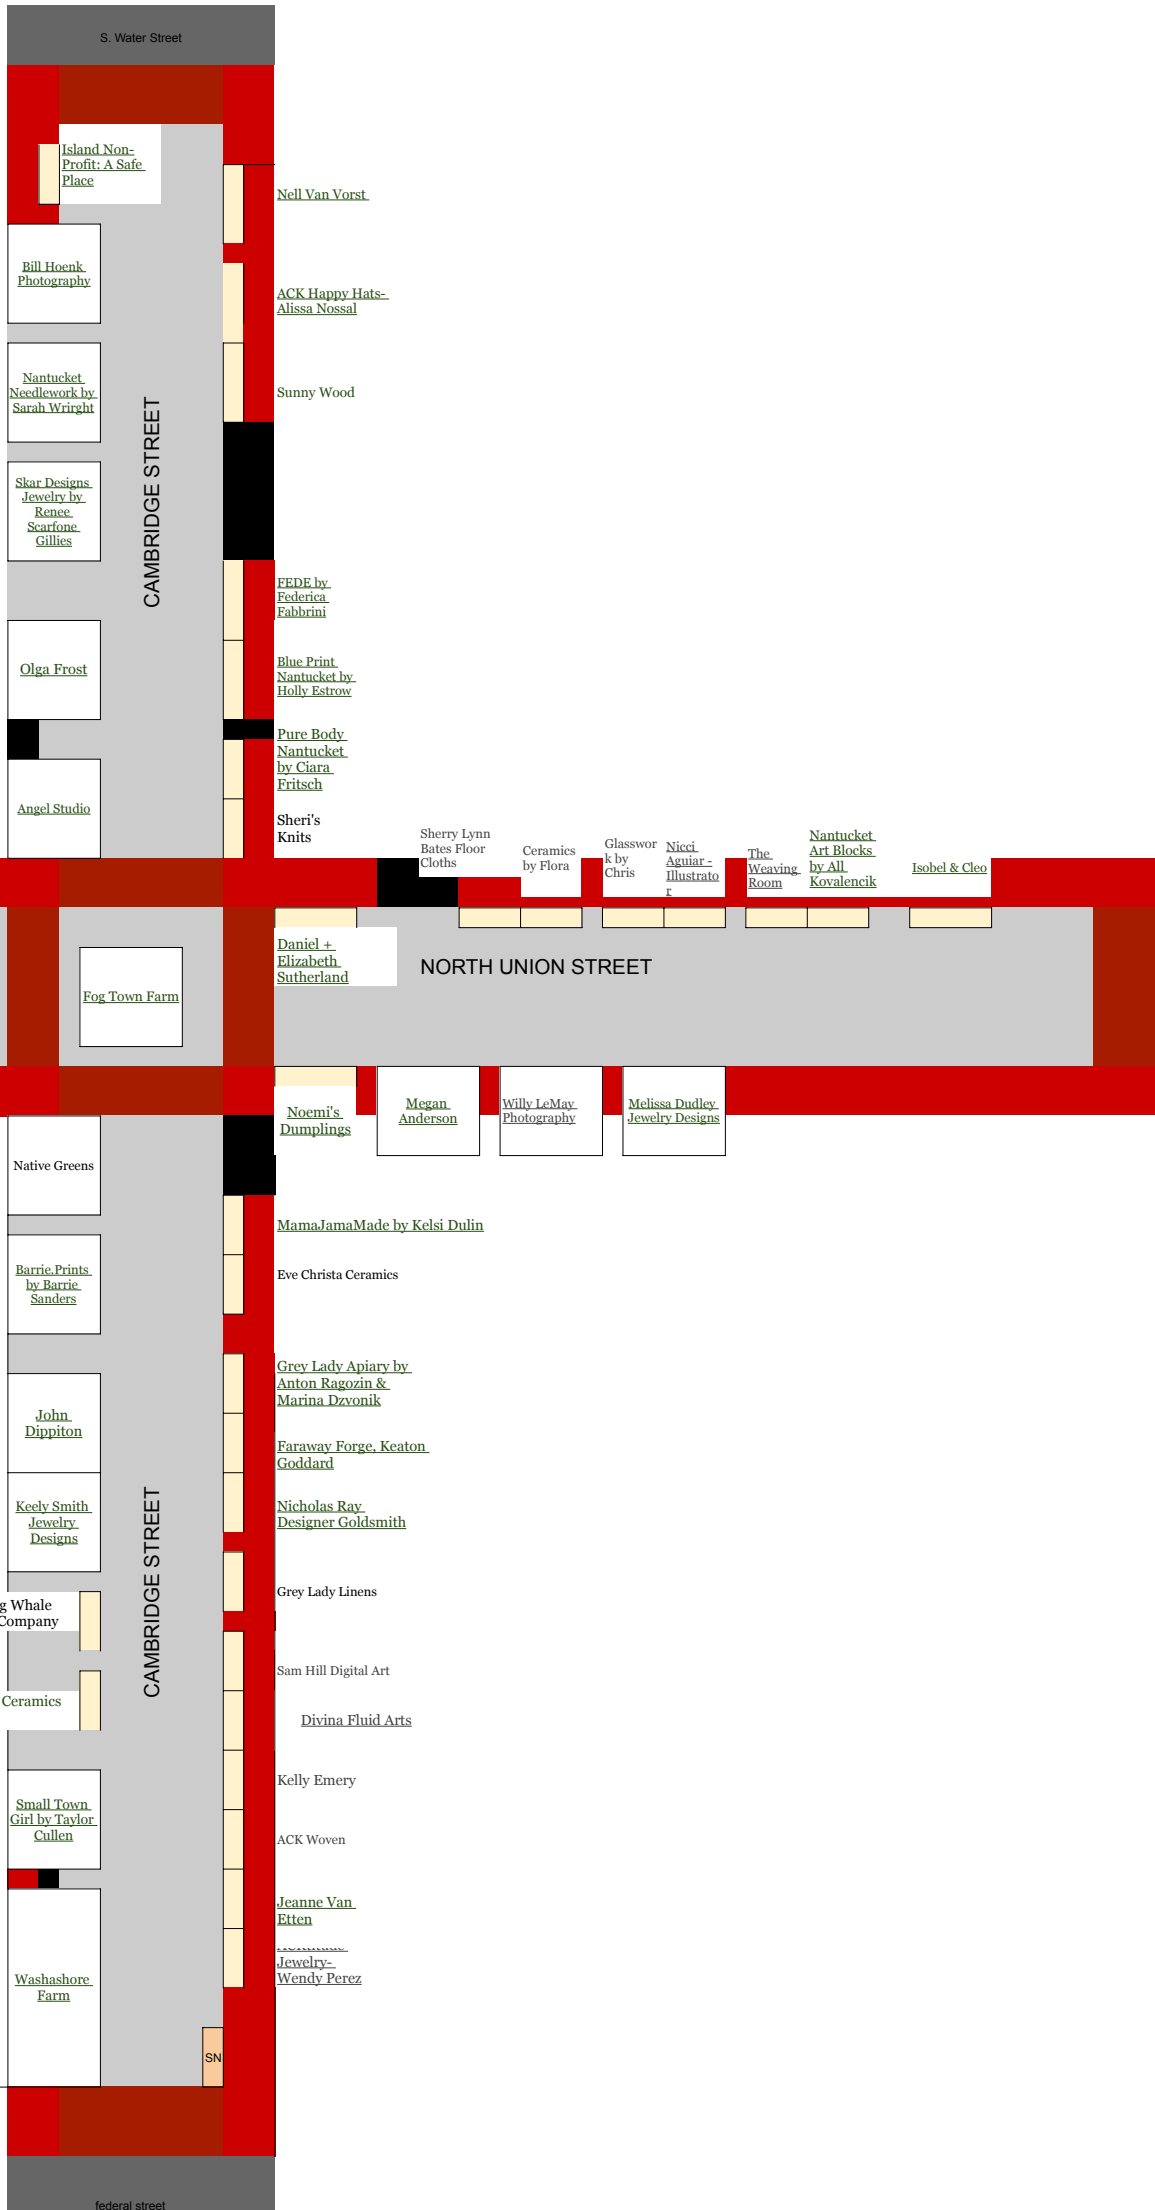 S. Water Street
Island Non-
Profit: A Safe
Place
Nell Van Vorst
Bill Hoenk
Photography
ACK Happy Hats-
Alissa Nossal
Nantucket
Needlework by
Sarah Wrirght
Sunny Wood
CAMBRIDGE STREET
Skar Designs
Jewelry by
Renee
Scarfone
Gillies
FEDE by
Federica
Fabbrini
Olga Frost
Blue Print
Nantucket by
Holly Estrow
Pure Body
Nantucket
by Ciara
Fritsch
Angel Studio
Sheri's
Knits
Sherry Lynn
Bates Floor
Cloths
Ceramics
by Flora
Glasswor
k by
Chris
Nicci
Aguiar -
Illustrato
r
The
Weaving
Room
Nantucket
Art Blocks
by All
Kovalencik
Isobel & Cleo
Daniel +
Elizabeth
Sutherland
NORTH UNION STREET
Fog Town Farm
Noemi's
Dumplings
Megan
Anderson
Willy LeMay
Photography
Melissa Dudley
Jewelry Designs
Native Greens
MamaJamaMade by Kelsi Dulin
Barrie.Prints
by Barrie
Sanders
Eve Christa Ceramics
Grey Lady Apiary by
Anton Ragozin &
Marina Dzvonik
John
Dippiton
Faraway Forge, Keaton
Goddard
Keely Smith
Jewelry
Designs
Nicholas Ray
Designer Goldsmith
CAMBRIDGE STREET
g Whale
Company
Grey Lady Linens
Sam Hill Digital Art
Ceramics
Divina Fluid Arts
Kelly Emery
Small Town
Girl by Taylor
Cullen
ACK Woven
Jeanne Van
Etten
Jewelry-
Wendy Perez
Washashore
Farm
SN
federal street